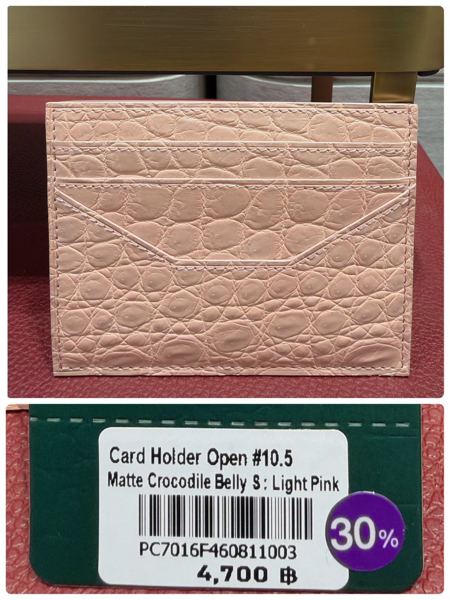 Card Holder Open #10.5
Matte Crocodile Belly S : Light Pink
PC7016F460811003
4,700 ฿
30%